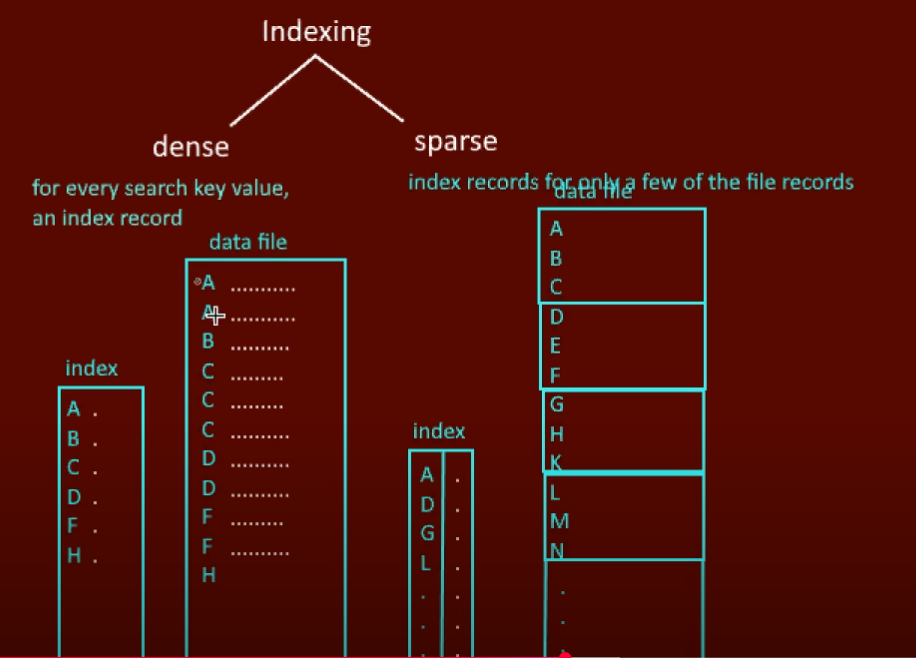 Indexing
dense
sparse
for every search key value,
an index record
index records for only a few of the file records
data file
data file
A ...........
A ...........
B ..........
C .........
C .........
C ..........
D ..........
D ..........
F .........
F ..........
H
index
A .
B .
C .
D .
F .
H .
index
A .
D .
G .
L .
. .
. .
. .
A
B
C
D
E
F
G
H
K
L
M
N
.
.
.